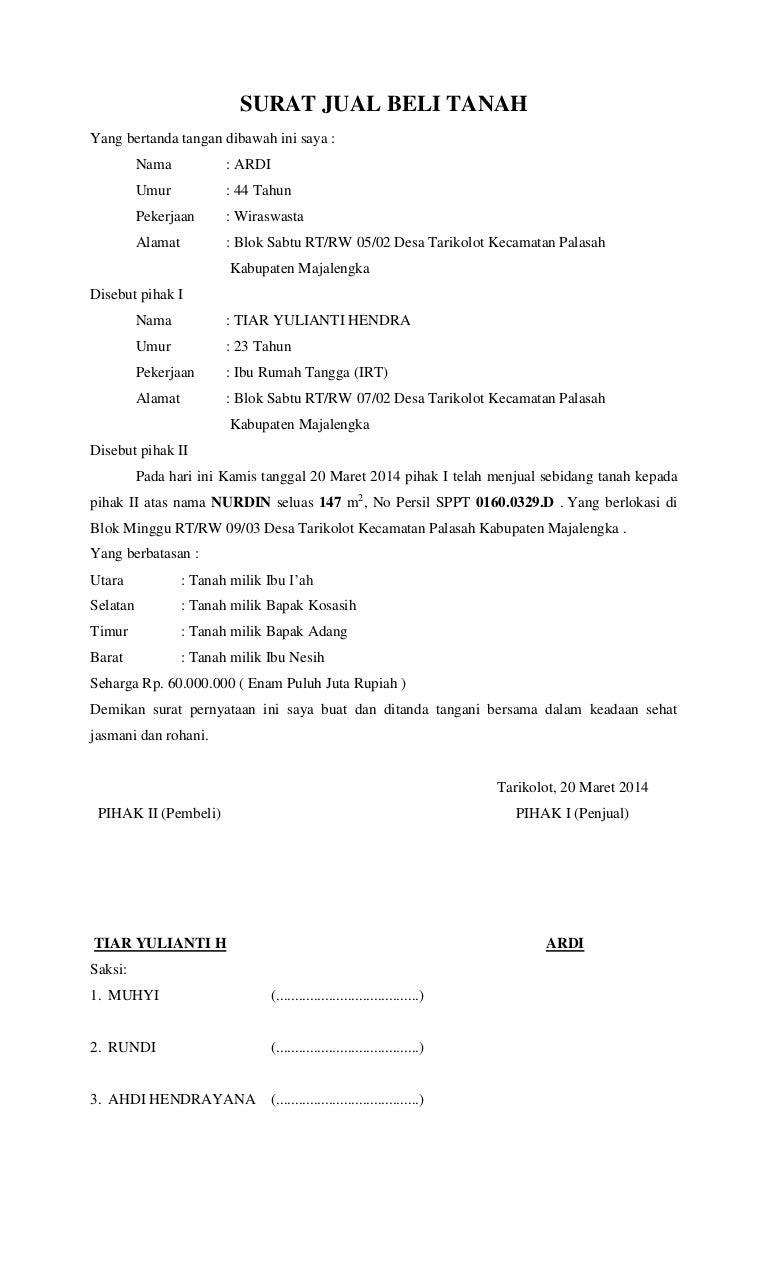 SURAT JUAL BELI TANAH
Yang bertanda tangan dibawah ini saya :
Nama : ARDI
Umur : 44 Tahun
Pekerjaan : Wiraswasta
Alamat : Blok Sabtu RT/RW 05/02 Desa Tarikolot Kecamatan Palasah
Kabupaten Majalengka
Disebut pihak I
Nama : TIAR YULIANTI HENDRA
Umur : 23 Tahun
Pekerjaan : Ibu Rumah Tangga (IRT)
Alamat : Blok Sabtu RT/RW 07/02 Desa Tarikolot Kecamatan Palasah
Kabupaten Majalengka
Disebut pihak II
Pada hari ini Kamis tanggal 20 Maret 2014 pihak I telah menjual sebidang tanah kepada
pihak II atas nama NURDIN seluas 147 m², No Persil SPPT 0160.0329.D . Yang berlokasi di
Blok Minggu RT/RW 09/03 Desa Tarikolot Kecamatan Palasah Kabupaten Majalengka .
Yang berbatasan :
Utara : Tanah milik Ibu I’ah
Selatan : Tanah milik Bapak Kosasih
Timur : Tanah milik Bapak Adang
Barat : Tanah milik Ibu Nesih
Seharga Rp. 60.000.000 ( Enam Puluh Juta Rupiah )
Demikan surat pernyataan ini saya buat dan ditanda tangani bersama dalam keadaan sehat
jasmani dan rohani.
Tarikolot, 20 Maret 2014
PIHAK II (Pembeli) PIHAK I (Penjual)
TIAR YULIANTI H ARDI
Saksi:
1. MUHYI (......................................)
2. RUNDI (......................................)
3. AHDI HENDRAYANA (......................................)